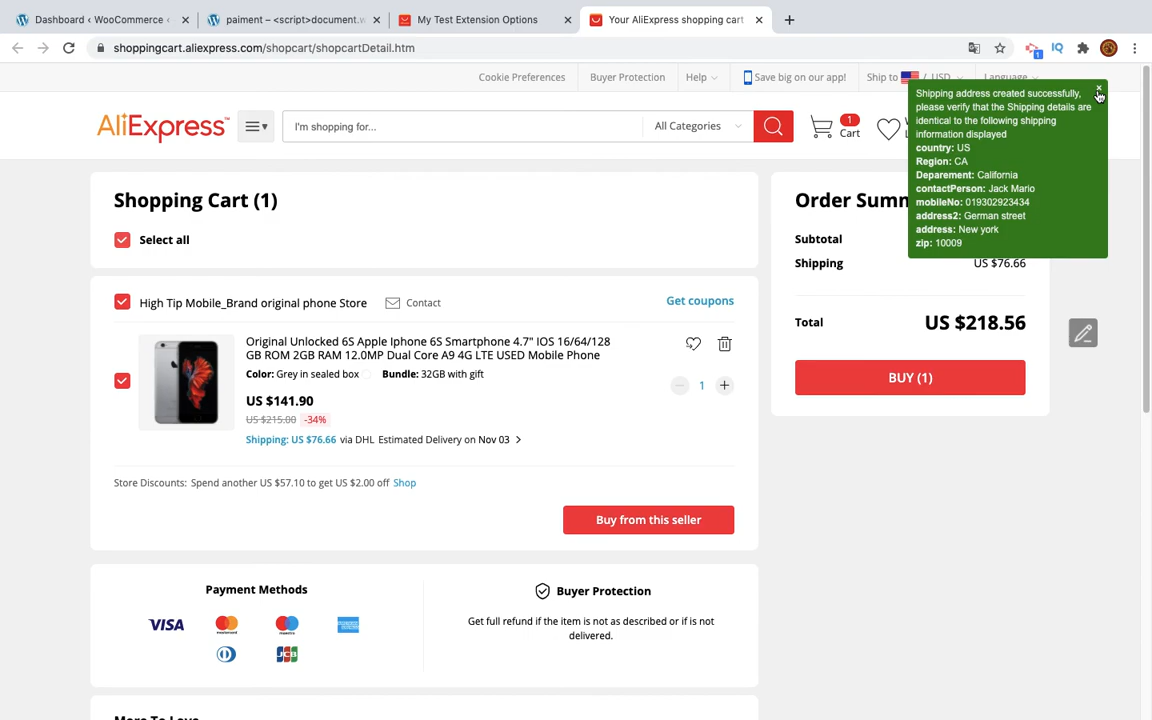 Dashboard ‹ WooCommerce ‹
paiment – <script>document.w
My Test Extension Options
Your AliExpress shopping cart
shoppingcart.aliexpress.com/shopcart/shopcartDetail.htm
1
IQ
Cookie Preferences
Buyer Protection
Help
Save big on our app!
Ship to
/ USD
Language
AliExpress
I'm shopping for...
All Categories
1
Cart
Shipping address created successfully,
please verify that the Shipping details are
identical to the following shipping
information displayed
country: US
Region: CA
Deparement: California
contactPerson: Jack Mario
mobileNo: 019302923434
address2: German street
address: New york
zip: 10009
Shopping Cart (1)
Select all
Order Summ
Subtotal
Shipping
US $76.66
Total
US $218.56
BUY (1)
High Tip Mobile_Brand original phone Store
Contact
Get coupons
Original Unlocked 6S Apple Iphone 6S Smartphone 4.7" IOS 16/64/128
GB ROM 2GB RAM 12.0MP Dual Core A9 4G LTE USED Mobile Phone
Color: Grey in sealed box
Bundle: 32GB with gift
US $141.90
1
US $215.00
-34%
Shipping: US $76.66 via DHL Estimated Delivery on Nov 03
Store Discounts: Spend another US $57.10 to get US $2.00 off Shop
Buy from this seller
Payment Methods
VISA
Buyer Protection
Get full refund if the item is not as described or if is not
delivered.
JCB
More To Love